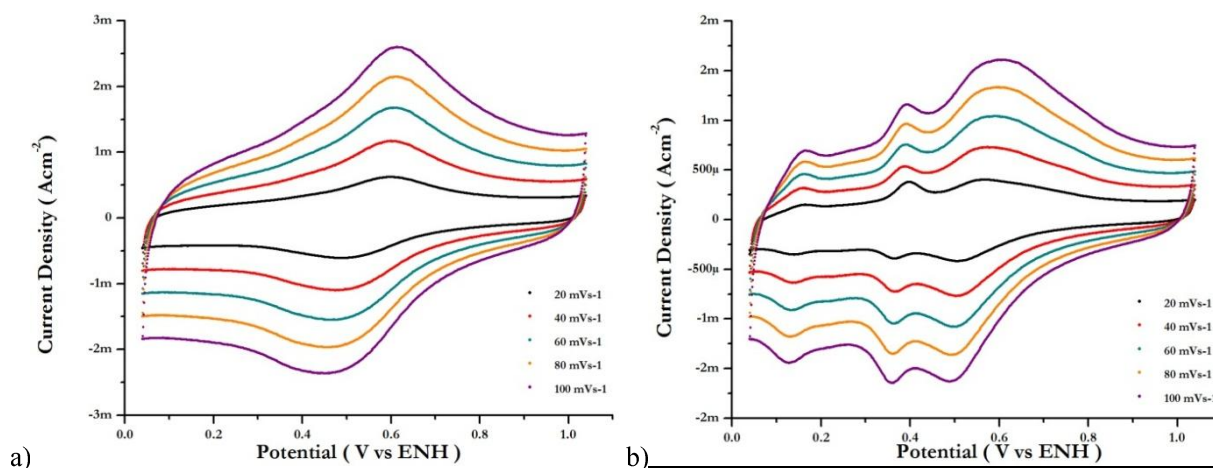 3m
2m
1m
0
-1m
-2m
-3m
Current Density ( Acm-2 )
0.0 0.2 0.4 0.6 0.8 1.0
Potential ( V vs ENH )
20 mVs-1
40 mVs-1
60 mVs-1
80 mVs-1
100 mVs-1
a)
2m
2m
1m
500µ
0
-500µ
-1m
-2m
-2m
Current Density ( Acm-2 )
0.0 0.2 0.4 0.6 0.8 1.0
Potential ( V vs ENH )
20 mVs-1
40 mVs-1
60 mVs-1
80 mVs-1
100 mVs-1
b)